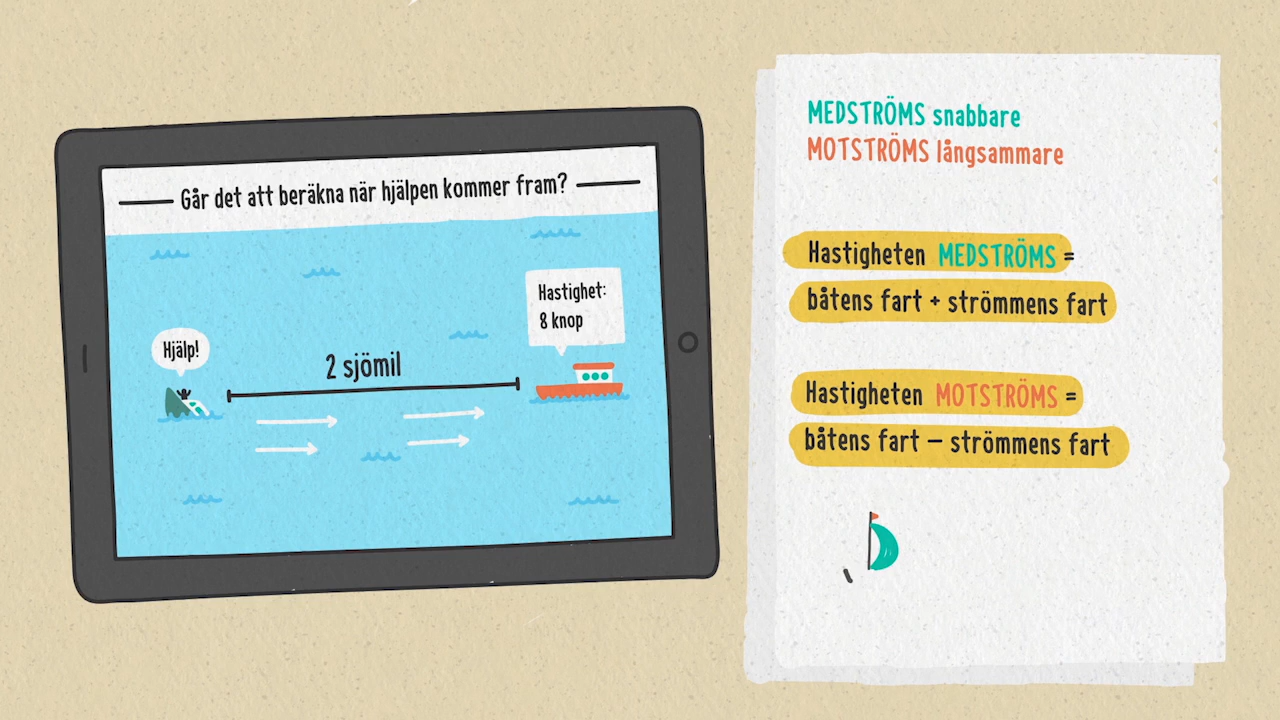 Går det att beräkna när hjälpen kommer fram?
Hastighet:
8 knop
Hjälp!
2 sjömil
MEDSTRÖMS snabbare
MOTSTRÖMS långsammare
Hastigheten MEDSTRÖMS =
båtens fart + strömmens fart
Hastigheten MOTSTRÖMS =
båtens fart – strömmens fart